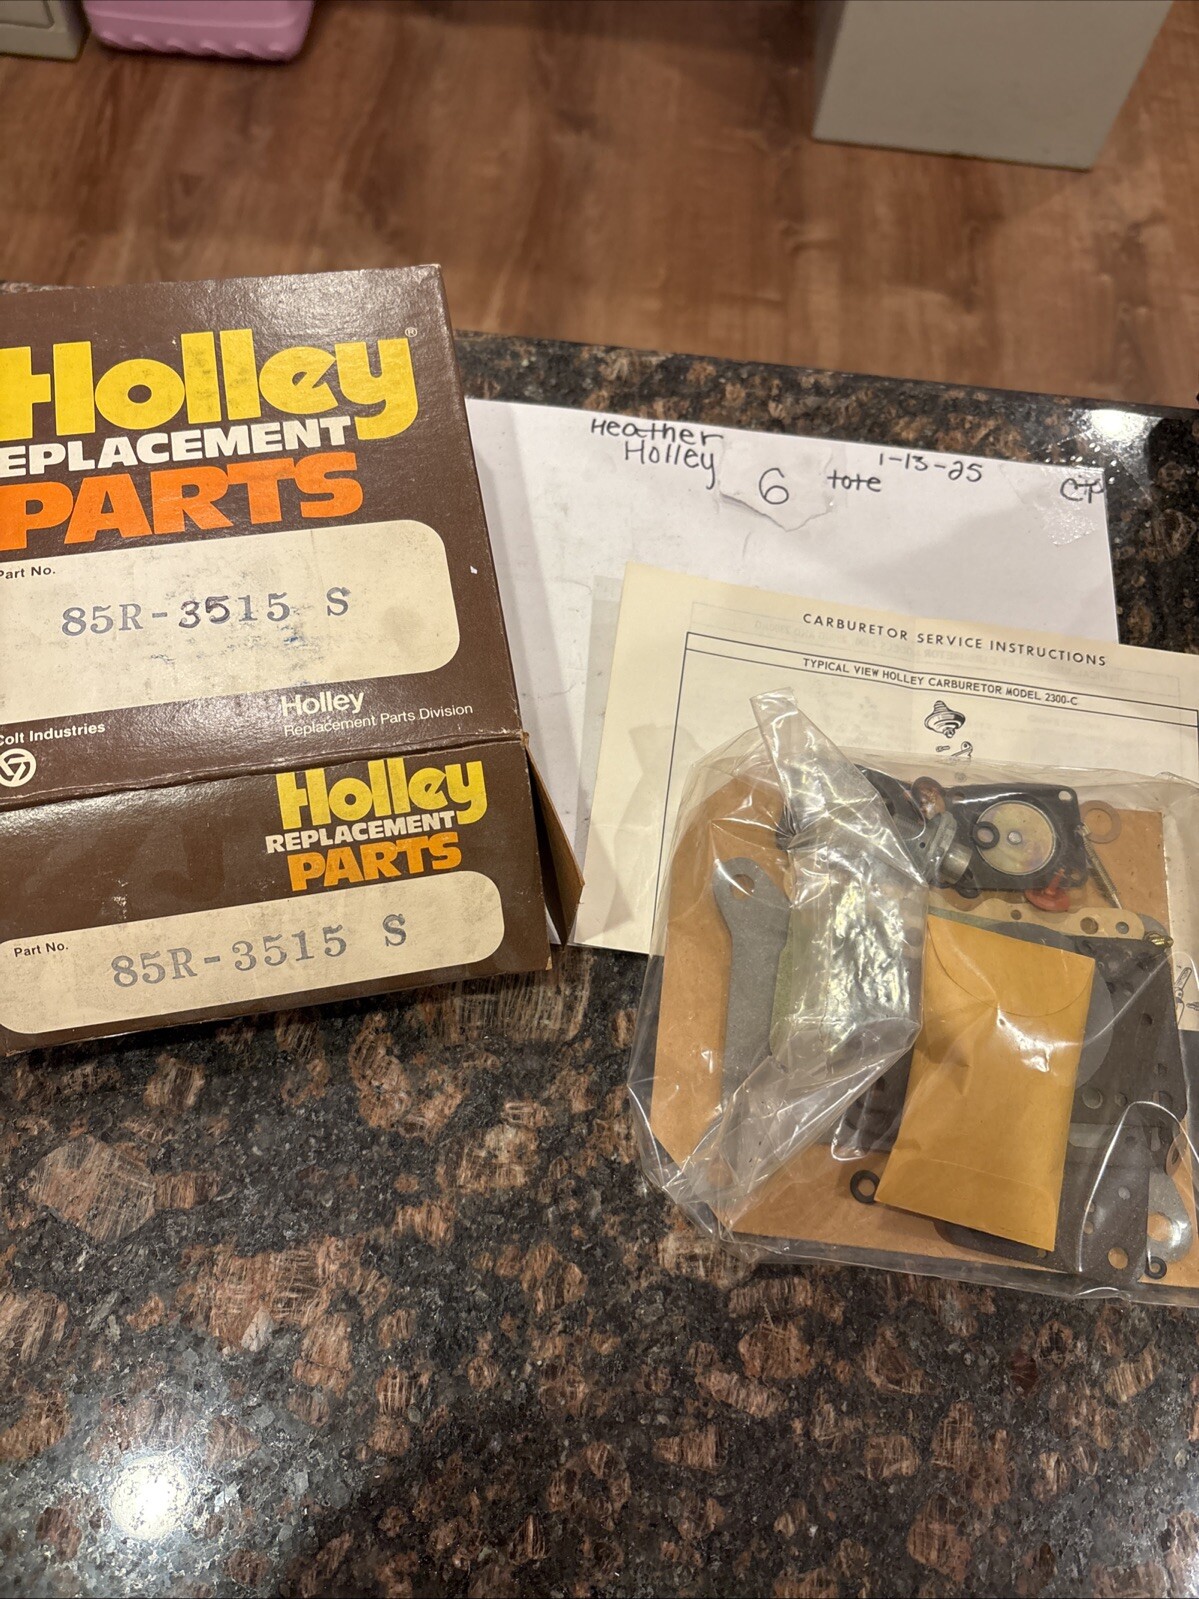 Holley®
REPLACEMENT
PARTS
Part No.
85R-3515 S
Colt Industries
Holley
Replacement Parts Division
Holley
REPLACEMENT
PARTS
Part No.
85R-3515 S
Heather
Holley
6
tote
1-13-25
CP
CARBURETOR SERVICE INSTRUCTIONS
TYPICAL VIEW HOLLEY CARBURETOR MODEL 2300-C